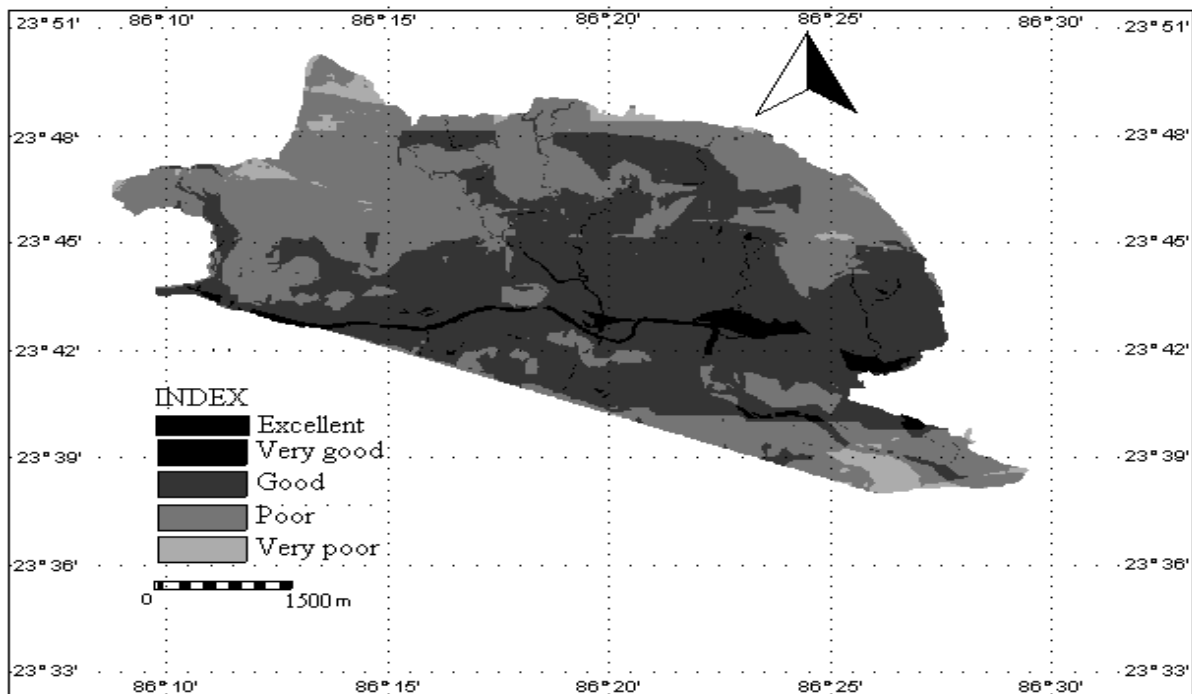 86°10' 86°15' 86°20' 86°25' 86°30'
23°51' 23°51'
23°48' 23°48'
23°45' 23°45'
23°42' 23°42'
INDEX
Excellent
Very good
23°39' 23°39'
Good
Poor
Very poor
23°36' 23°36'
0 1500 m
23°33' 23°33'
86°10' 86°15' 86°20' 86°26' 86°30'